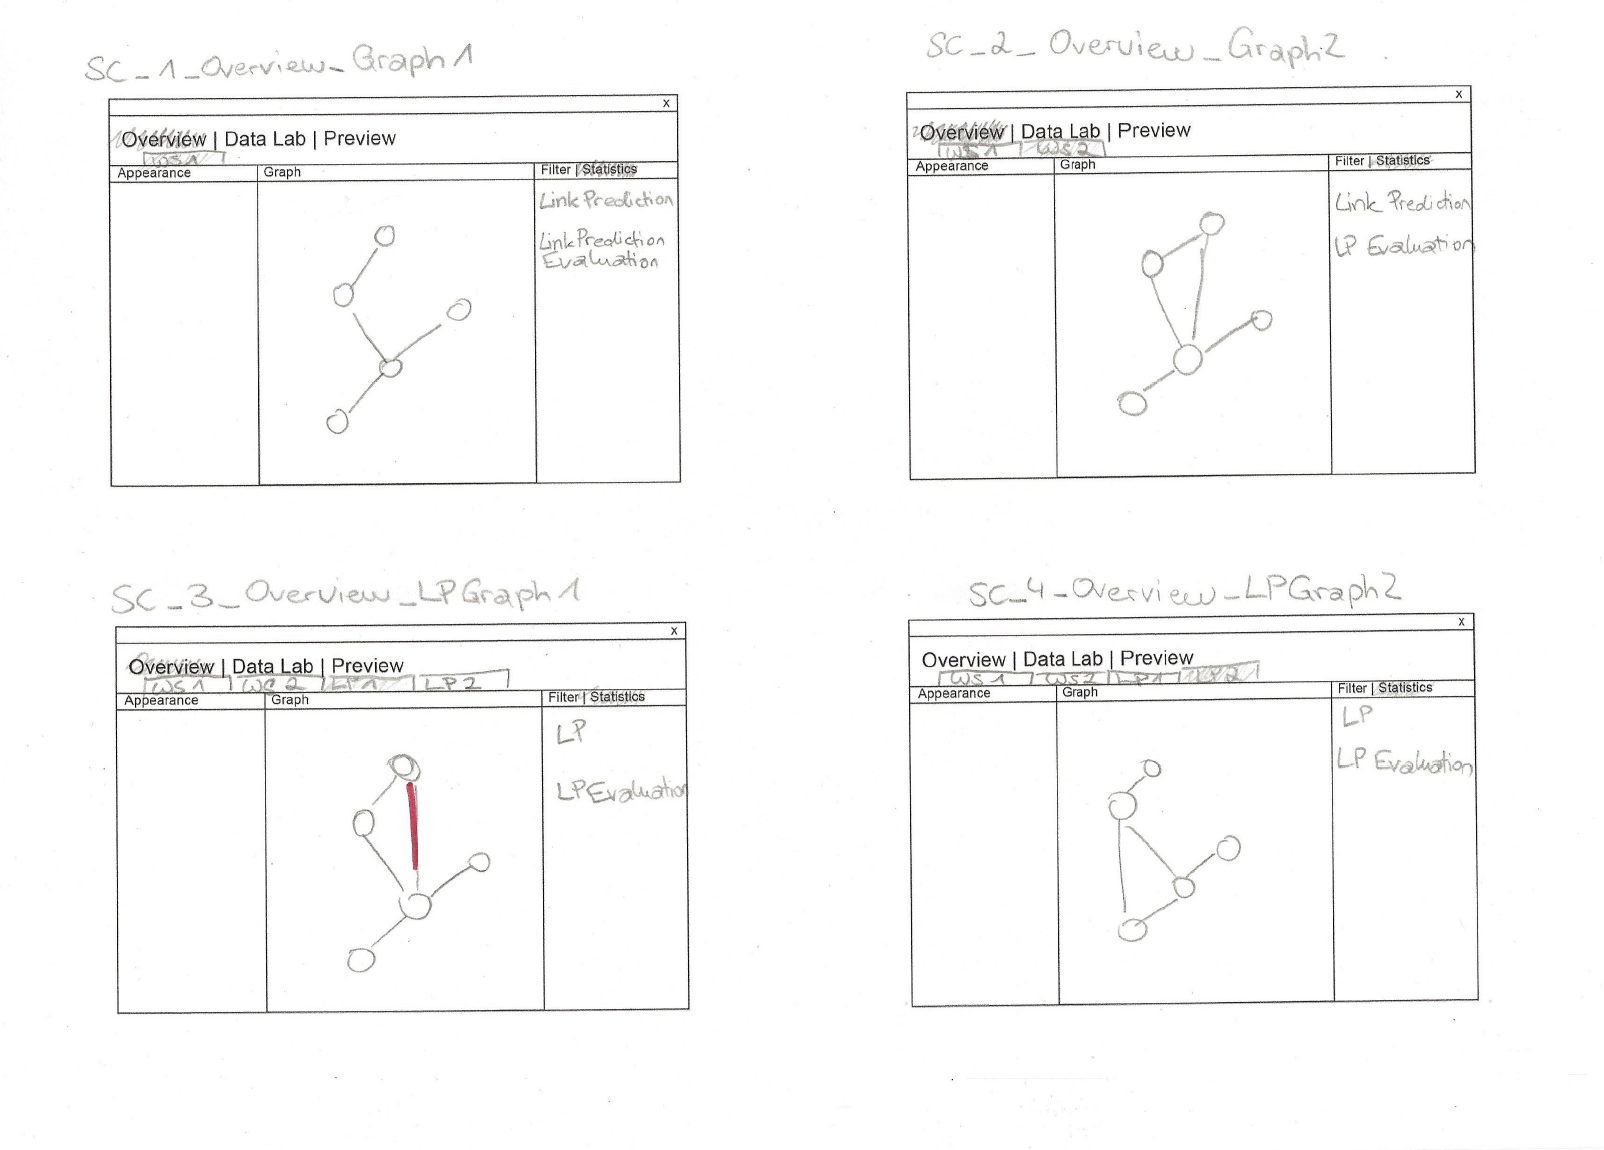 SC_1_Overview_Graph1
x
Overview | Data Lab | Preview
WS1
Appearance
Graph
Filter | Statistics
Link Prediction
Link Prediction
Evaluation
SC_2_Overview_Graph2
x
Overview | Data Lab | Preview
WS1 WS2
Appearance
Graph
Filter | Statistics
Link Prediction
LP Evaluation
SC_3_Overview_LPGraph1
x
Overview | Data Lab | Preview
WS1 WS2 LP1 LP2
Appearance
Graph
Filter | Statistics
LP
LP Evaluation
SC_4_Overview_LPGraph2
x
Overview | Data Lab | Preview
WS1 WS2 LP1
Appearance
Graph
Filter | Statistics
LP
LP Evaluation